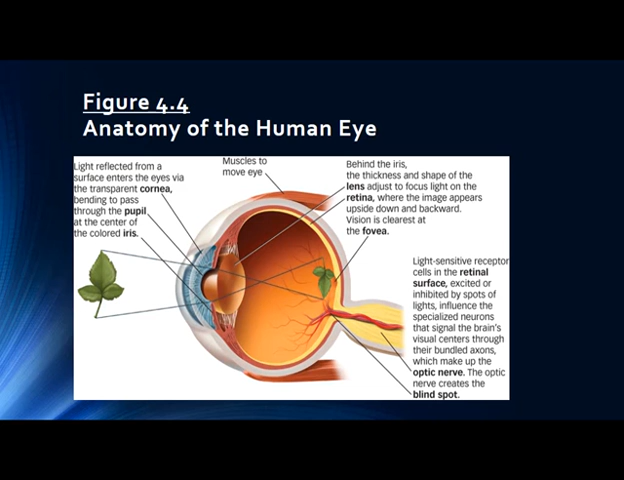 Figure 4.4
Anatomy of the Human Eye
Light reflected from a
surface enters the eyes via
the transparent cornea,
bending to pass
through the pupil
at the center of
the colored iris.
Muscles to
move eye
Behind the iris,
the thickness and shape of the
lens adjust to focus light on the
retina, where the image appears
upside down and backward.
Vision is clearest at
the fovea.
Light-sensitive receptor
cells in the retinal
surface, excited or
inhibited by spots of
lights, influence the
specialized neurons
that signal the brain's
visual centers through
their bundled axons,
which make up the
optic nerve. The optic
nerve creates the
blind spot.